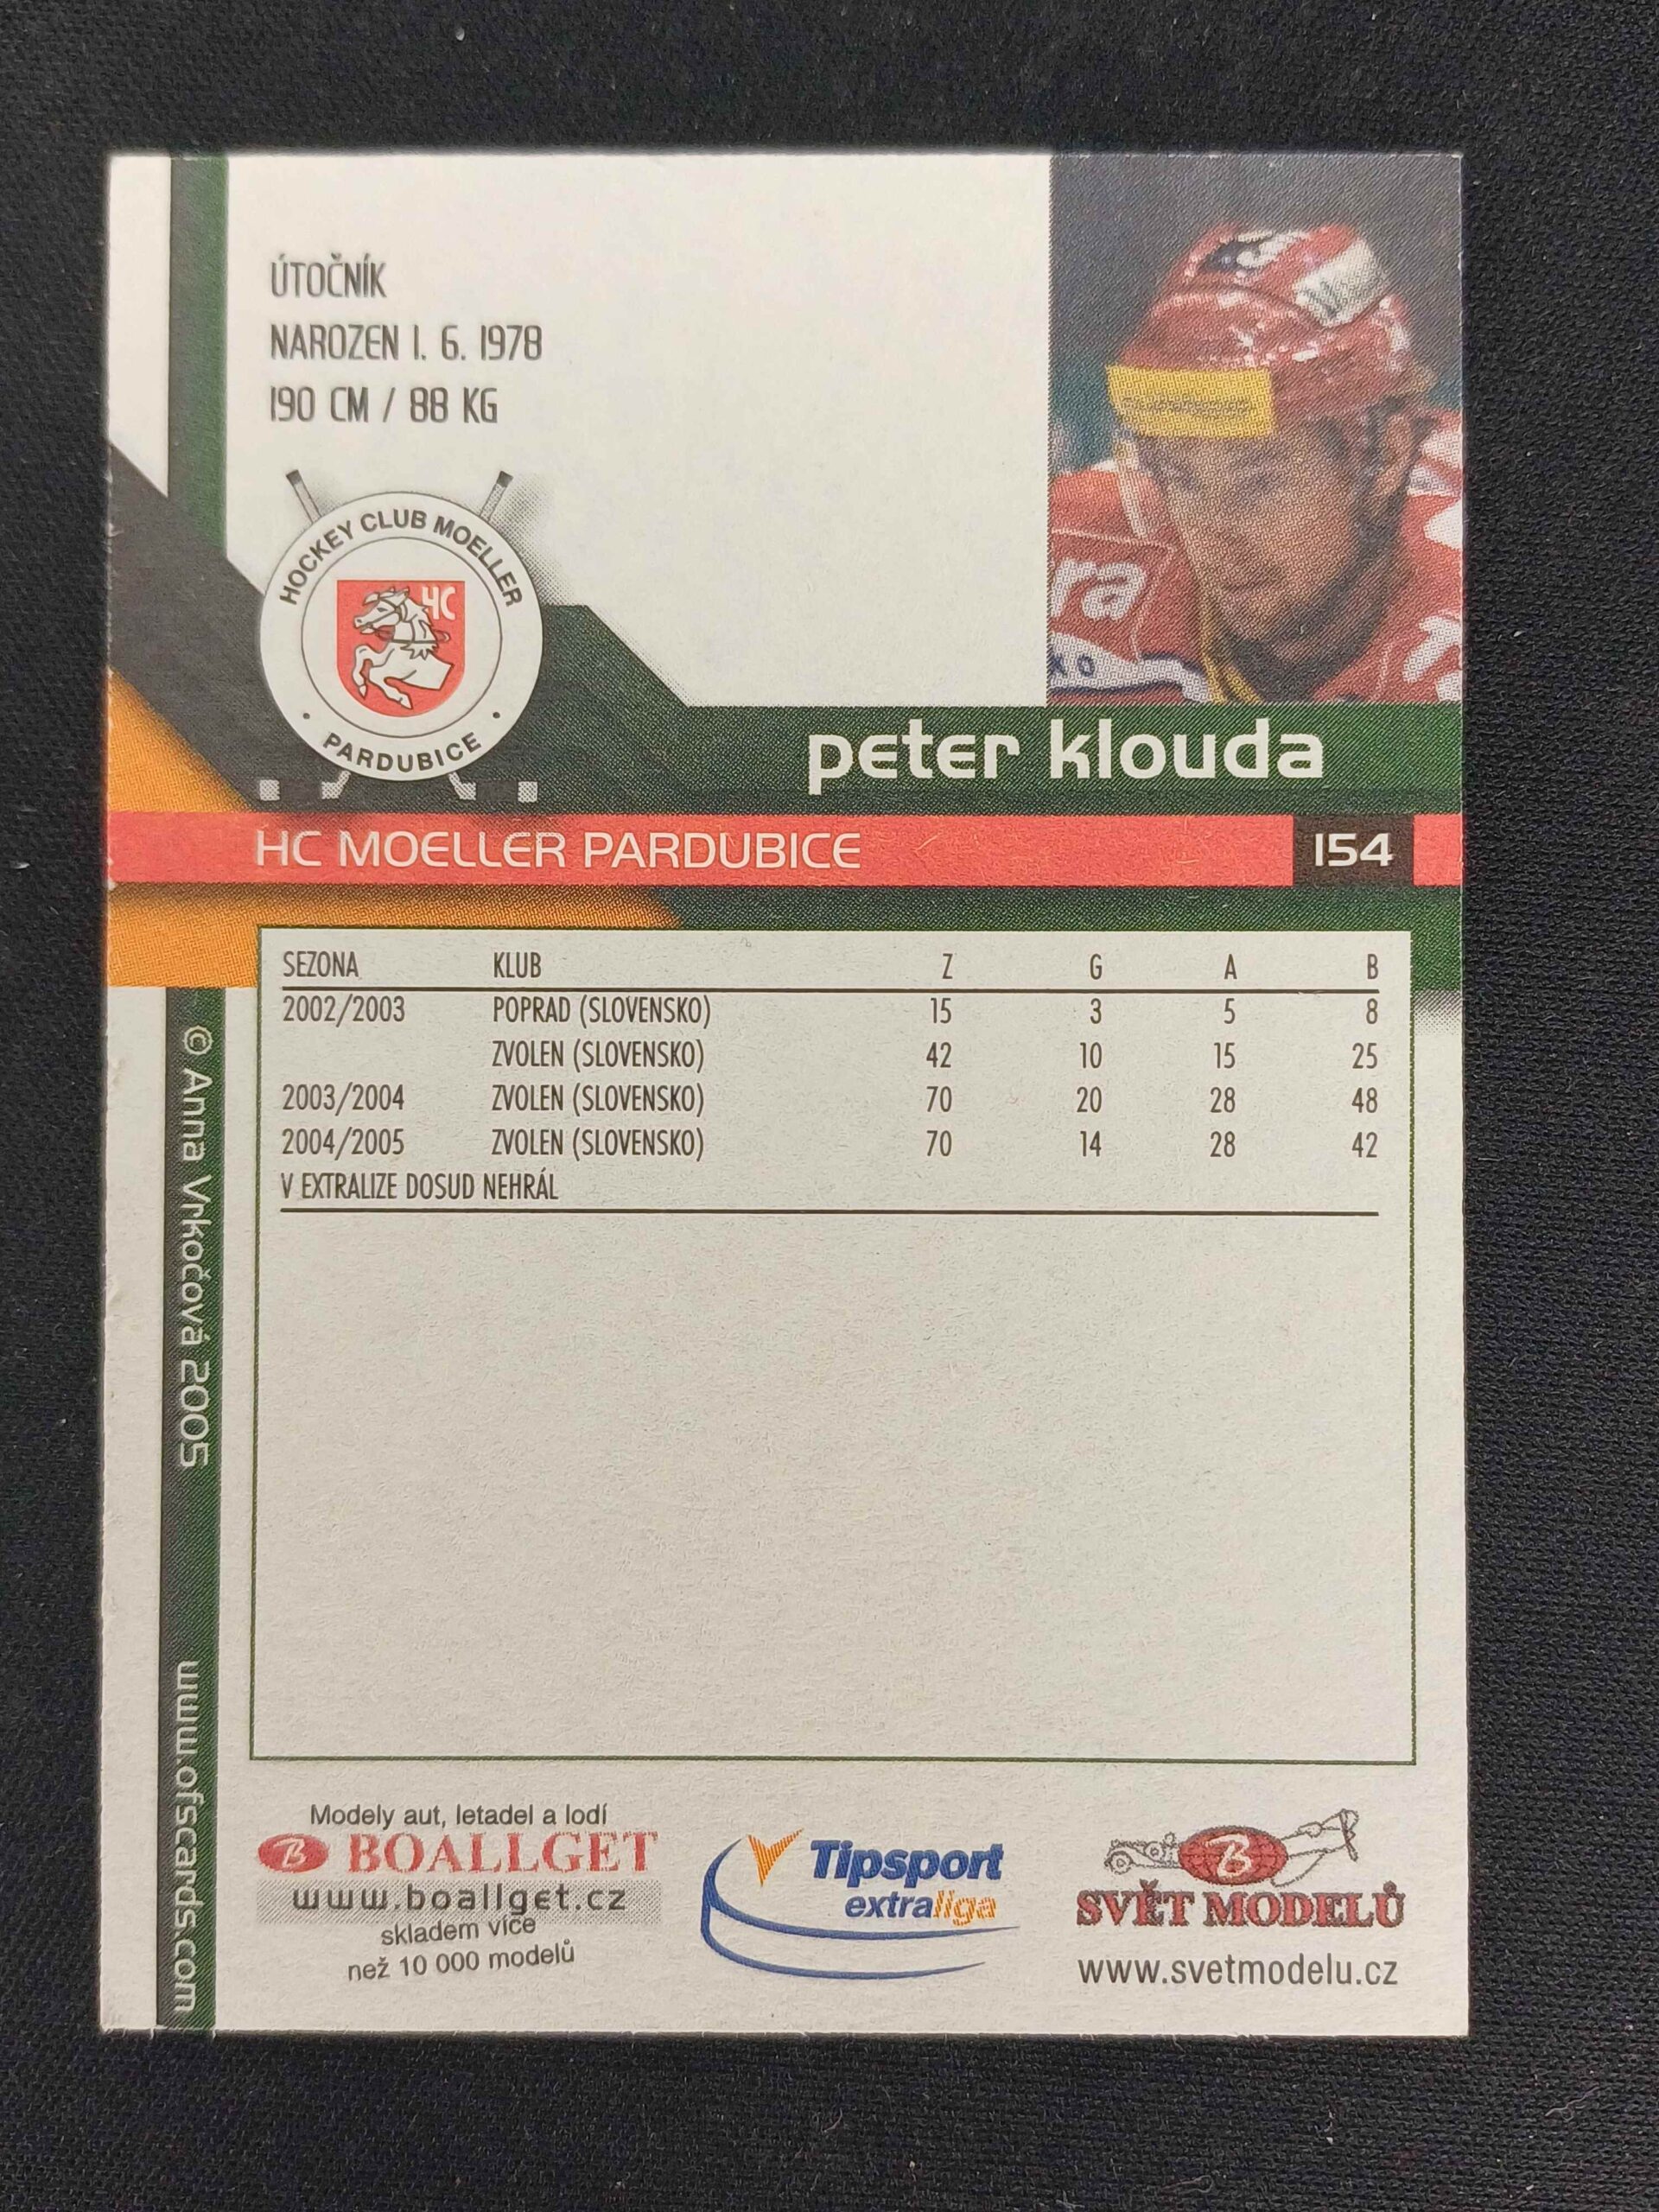 ÚTOČNÍK
NAROZEN 1. 6. 1978
190 CM / 88 KG
HOCKEY CLUB MOELLER
HC
PARDUBICE
ra
XO
peter klouda
HC MOELLER PARDUBICE 154
SEZONA KLUB Z G A B
2002/2003 POPRAD (SLOVENSKO) 15 3 5 8
ZVOLEN (SLOVENSKO) 42 10 15 25
2003/2004 ZVOLEN (SLOVENSKO) 70 20 28 48
2004/2005 ZVOLEN (SLOVENSKO) 70 14 28 42
V EXTRALIZE DOSUD NEHRÁL
© Anna Vrkočová 2005
www.ofscards.com
Modely aut, letadel a lodí
B BOALLGET
www.boallget.cz
skladem více
než 10 000 modelů
Tipsport
extraliga
B
SVĚT MODELŮ
www.svetmodelu.cz